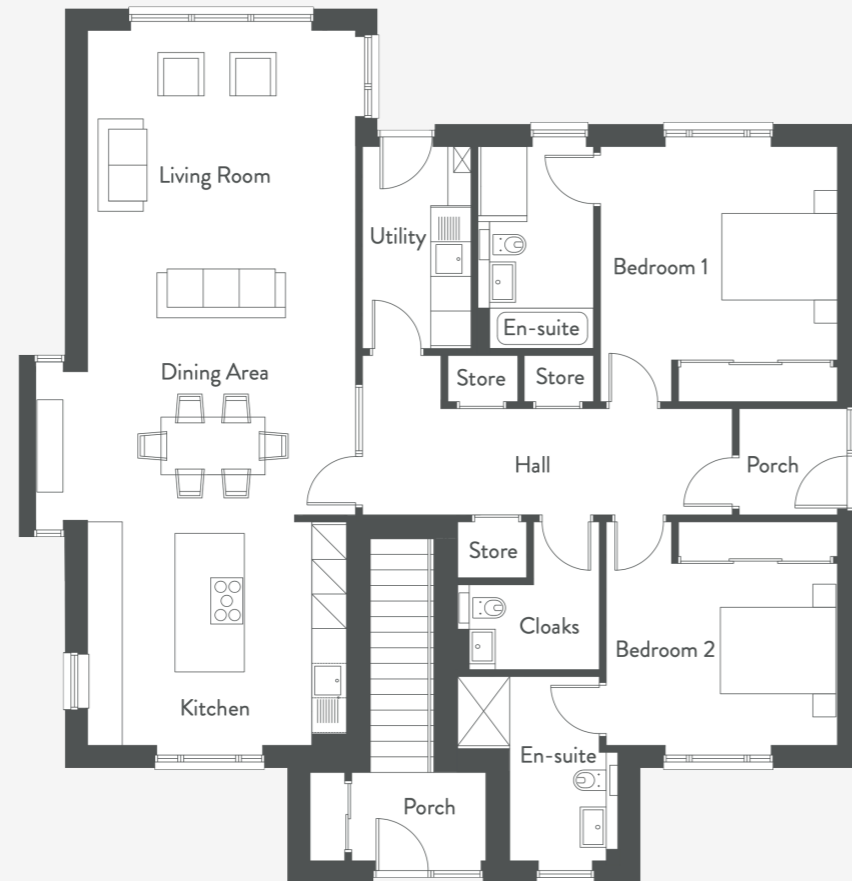 Living Room
Utility
Bedroom 1
En-suite
Dining Area
Store
Store
Hall
Porch
Store
Cloaks
Bedroom 2
Kitchen
En-suite
Porch